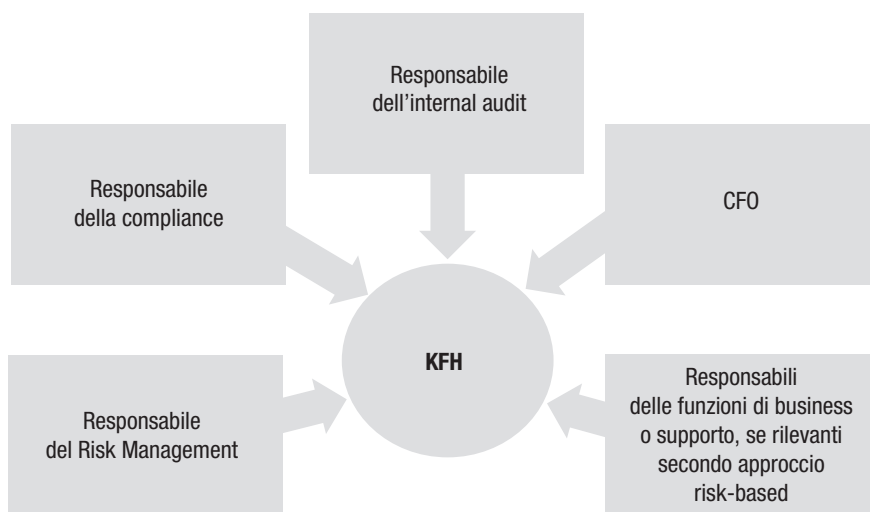 Responsabile
dell'internal audit
Responsabile
della compliance
CFO
KFH
Responsabile
del Risk Management
Responsabili
delle funzioni di business
o supporto, se rilevanti
secondo approccio
risk-based